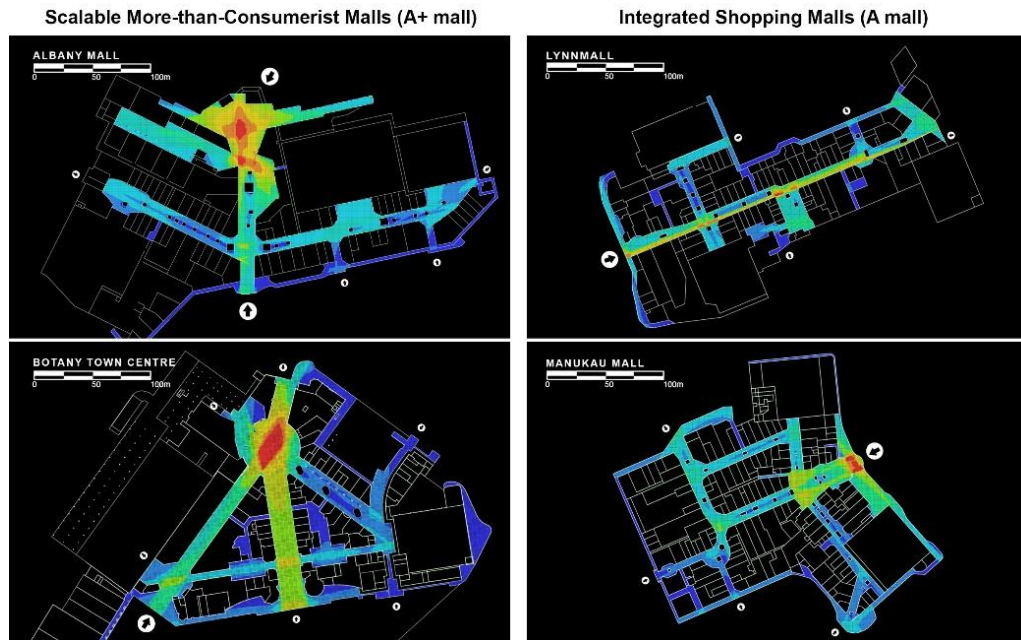 Scalable More-than-Consumerist Malls (A+ mall)
Integrated Shopping Malls (A mall)
ALBANY MALL
0 50 100m
LYNNMALL
0 50 100m
BOTANY TOWN CENTRE
0 50 100m
MANUKAU MALL
0 50 100m